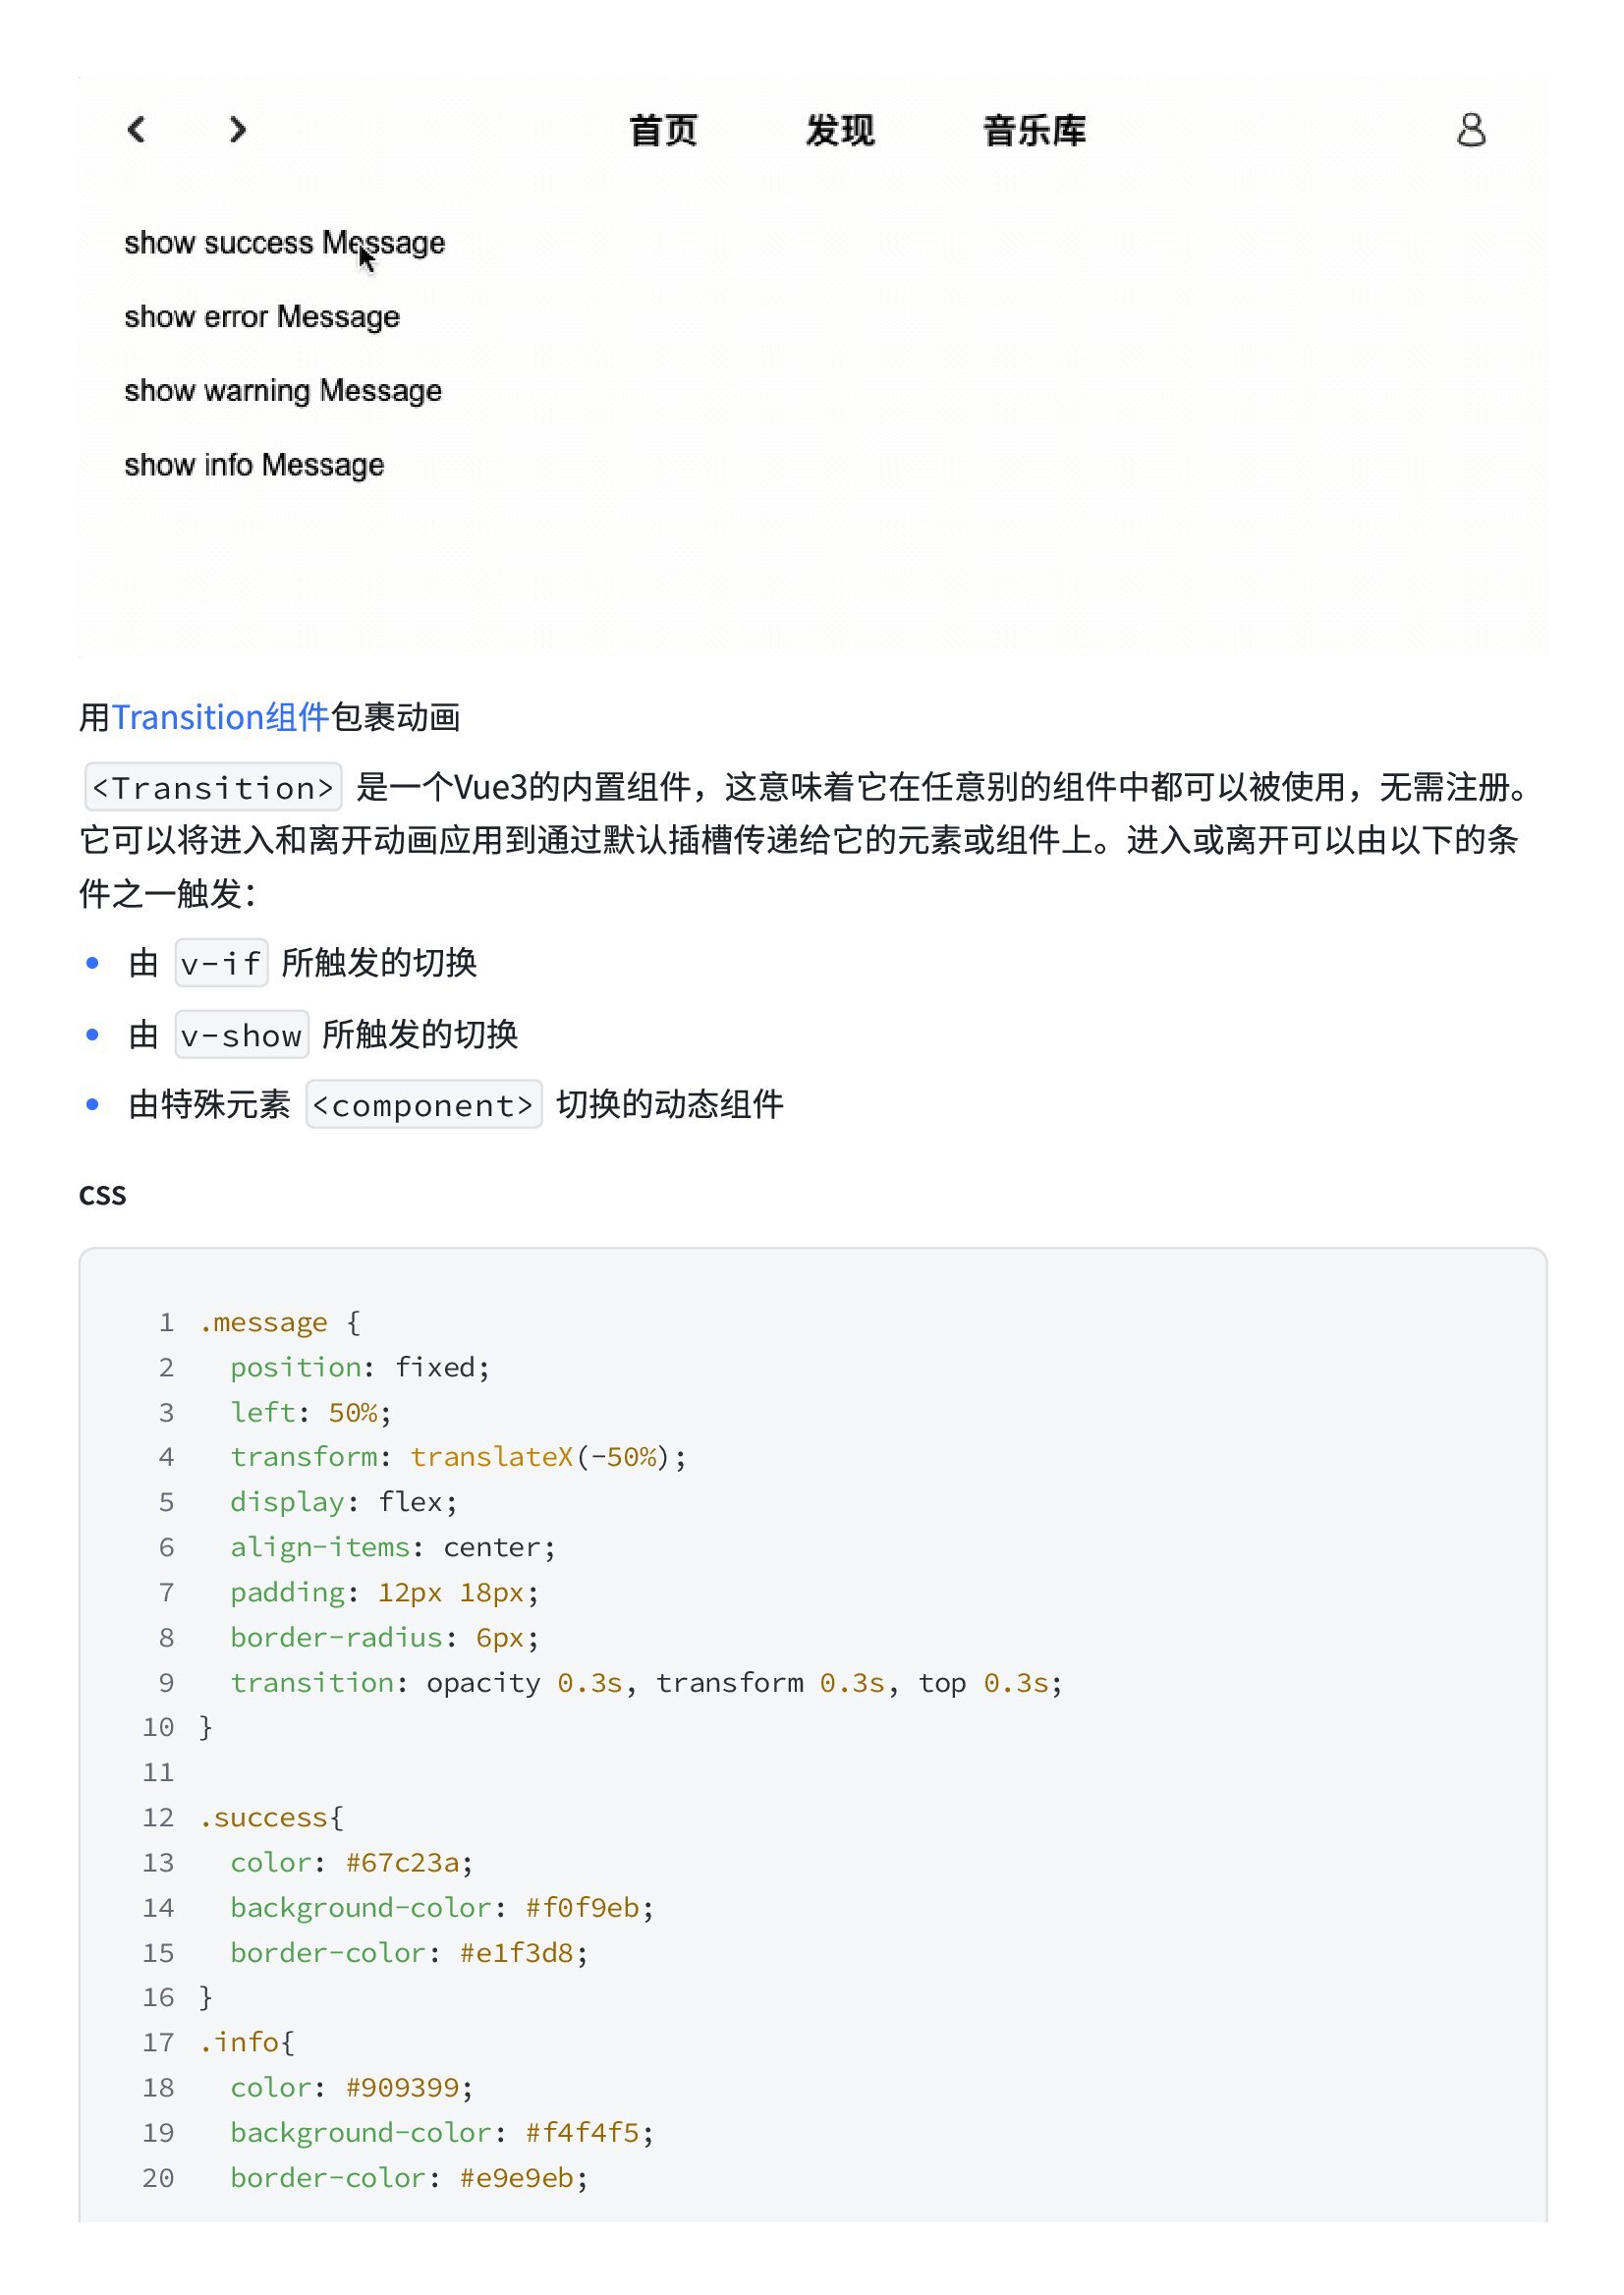 首页 发现 音乐库
show success Message
show error Message
show warning Message
show info Message
用Transition组件包裹动画
<Transition> 是一个Vue3的内置组件，这意味着它在任意别的组件中都可以被使用，无需注册。
它可以将进入和离开动画应用到通过默认插槽传递给它的元素或组件上。进入或离开可以由以下的条
件之一触发：
• 由 v-if 所触发的切换
• 由 v-show 所触发的切换
• 由特殊元素 <component> 切换的动态组件
css
1 .message {
2   position: fixed;
3   left: 50%;
4   transform: translateX(-50%);
5   display: flex;
6   align-items: center;
7   padding: 12px 18px;
8   border-radius: 6px;
9   transition: opacity 0.3s, transform 0.3s, top 0.3s;
10 }
11
12 .success{
13   color: #67c23a;
14   background-color: #f0f9eb;
15   border-color: #e1f3d8;
16 }
17 .info{
18   color: #909399;
19   background-color: #f4f4f5;
20   border-color: #e9e9eb;